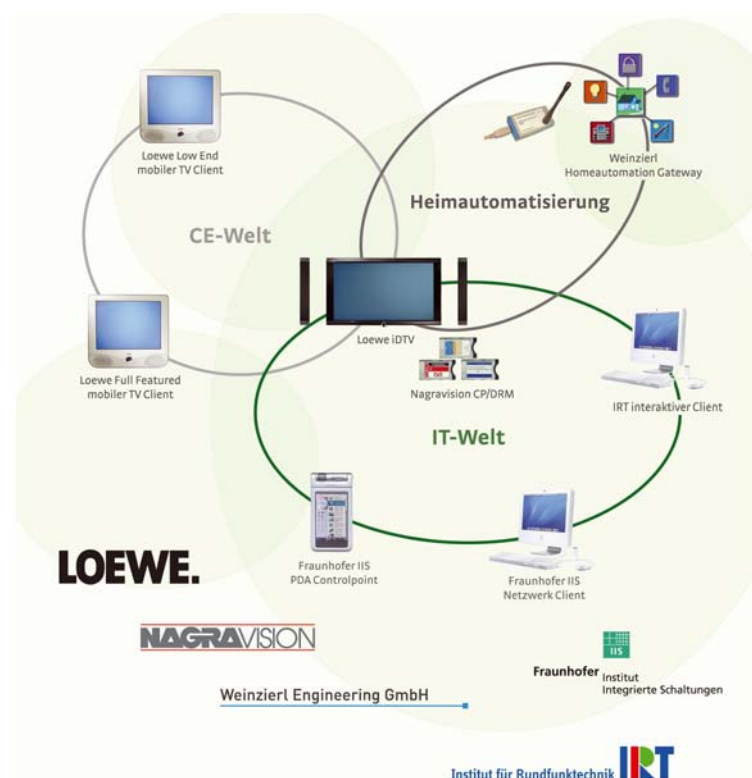 Loewe Low End
mobiler TV Client
Weinzierl
Homeautomation Gateway
Heimautomatisierung
CE-Welt
Loewe iDTV
Loewe Full Featured
mobiler TV Client
Nagravision CP/DRM
IRT interaktiver Client
IT-Welt
Fraunhofer IIS
PDA Controlpoint
Fraunhofer IIS
Netzwerk Client
LOEWE.
NAGRAVISION
IIS
Fraunhofer Institut
Integrierte Schaltungen
Weinzierl Engineering GmbH
Institut für Rundfunktechnik IRT